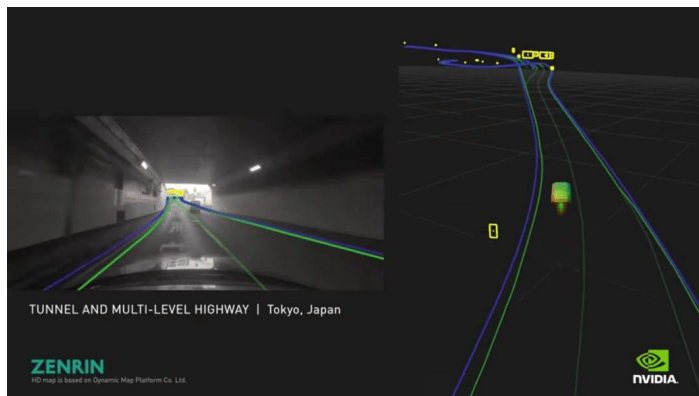 TUNNEL AND MULTI-LEVEL HIGHWAY | Tokyo, Japan
ZENRIN
HD map is based on Dynamic Map Platform Co. Ltd.
NVIDIA.